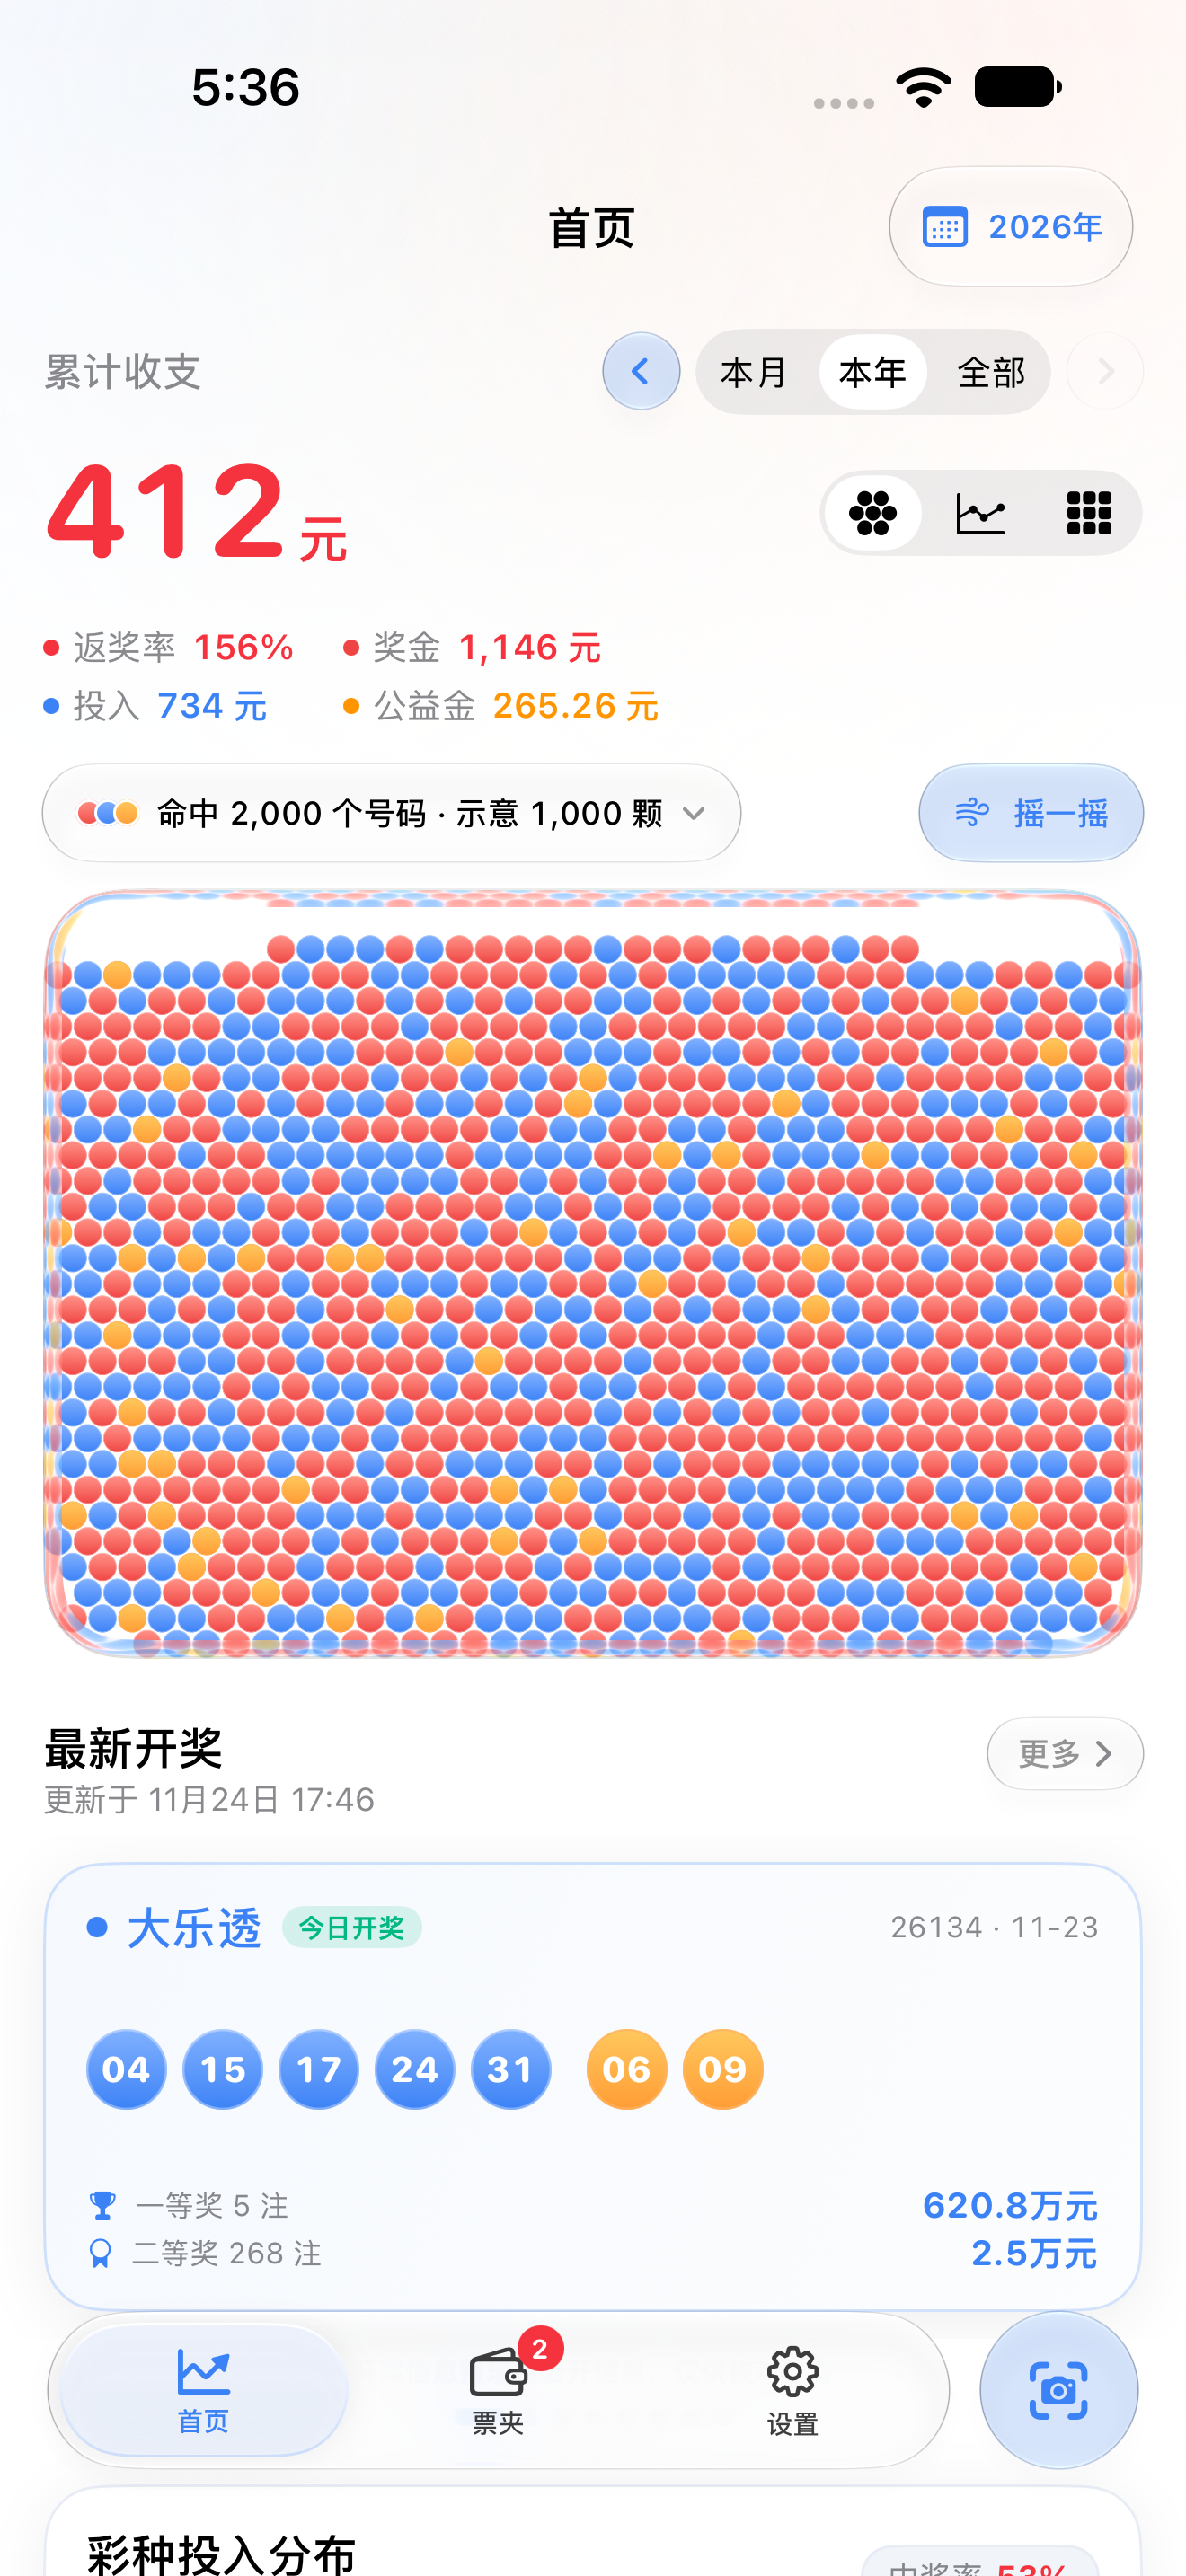 5:36
首页
2026年
累计收支
本月 本年 全部
412 元
返奖率 156% 奖金 1,146 元
投入 734 元 公益金 265.26 元
命中 2,000 个号码 · 示意 1,000 颗
摇一摇
最新开奖
更多
更新于 11月24日 17:46
大乐透 今日开奖 26134 · 11-23
04 15 17 24 31 06 09
一等奖 5 注 620.8万元
二等奖 268 注 2.5万元
2
首页 票夹 设置
彩种投入分布
中奖率 53%